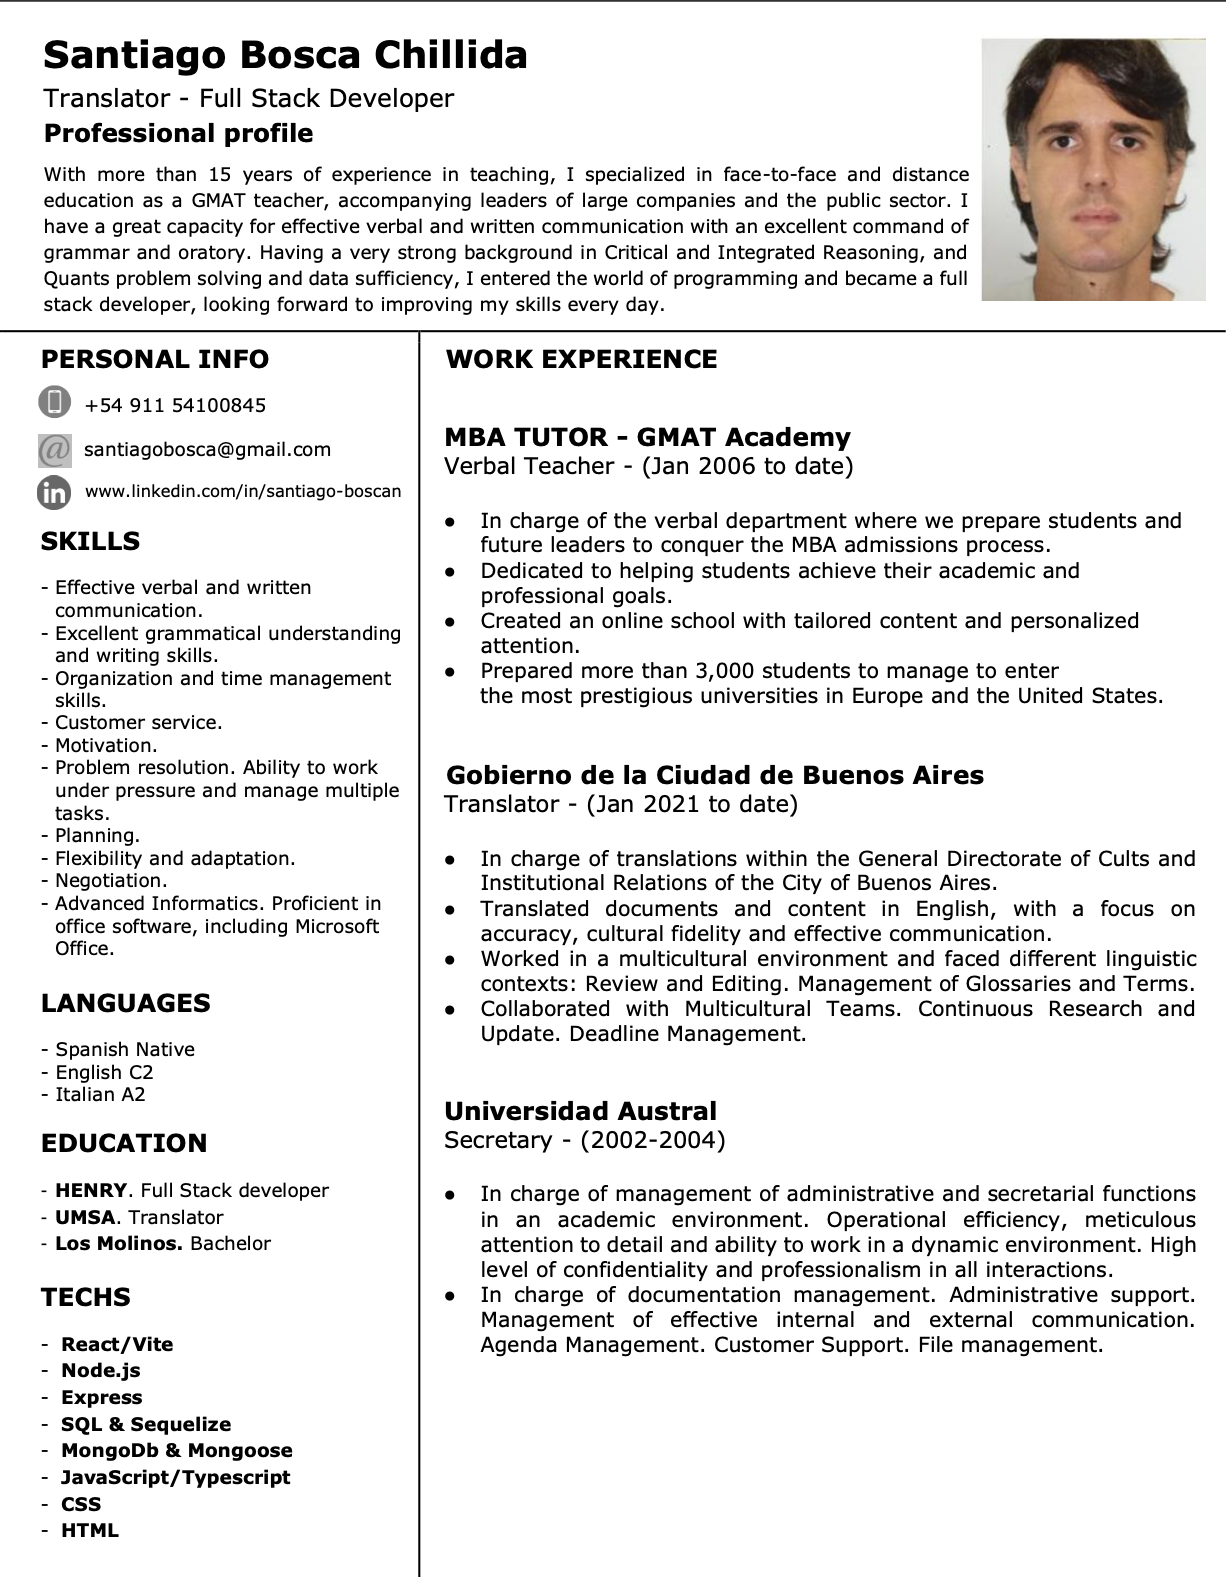 Santiago Bosca Chillida
Translator - Full Stack Developer
Professional profile
With more than 15 years of experience in teaching, I specialized in face-to-face and distance
education as a GMAT teacher, accompanying leaders of large companies and the public sector. I
have a great capacity for effective verbal and written communication with an excellent command of
grammar and oratory. Having a very strong background in Critical and Integrated Reasoning, and
Quants problem solving and data sufficiency, I entered the world of programming and became a full
stack developer, looking forward to improving my skills every day.
PERSONAL INFO
+54 911 54100845
@
santiagobosca@gmail.com
in
www.linkedin.com/in/santiago-boscan
SKILLS
- Effective verbal and written
communication.
- Excellent grammatical understanding
and writing skills.
- Organization and time management
skills.
- Customer service.
- Motivation.
- Problem resolution. Ability to work
under pressure and manage multiple
tasks.
- Planning.
- Flexibility and adaptation.
- Negotiation.
- Advanced Informatics. Proficient in
office software, including Microsoft
Office.
LANGUAGES
- Spanish Native
- English C2
- Italian A2
EDUCATION
- HENRY. Full Stack developer
- UMSA. Translator
- Los Molinos. Bachelor
TECHS
- React/Vite
- Node.js
- Express
- SQL & Sequelize
- MongoDb & Mongoose
- JavaScript/Typescript
- CSS
- HTML
WORK EXPERIENCE
MBA TUTOR - GMAT Academy
Verbal Teacher - (Jan 2006 to date)
● In charge of the verbal department where we prepare students and
future leaders to conquer the MBA admissions process.
● Dedicated to helping students achieve their academic and
professional goals.
● Created an online school with tailored content and personalized
attention.
● Prepared more than 3,000 students to manage to enter
the most prestigious universities in Europe and the United States.
Gobierno de la Ciudad de Buenos Aires
Translator - (Jan 2021 to date)
● In charge of translations within the General Directorate of Cults and
Institutional Relations of the City of Buenos Aires.
● Translated documents and content in English, with a focus on
accuracy, cultural fidelity and effective communication.
● Worked in a multicultural environment and faced different linguistic
contexts: Review and Editing. Management of Glossaries and Terms.
● Collaborated with Multicultural Teams. Continuous Research and
Update. Deadline Management.
Universidad Austral
Secretary - (2002-2004)
● In charge of management of administrative and secretarial functions
in an academic environment. Operational efficiency, meticulous
attention to detail and ability to work in a dynamic environment. High
level of confidentiality and professionalism in all interactions.
● In charge of documentation management. Administrative support.
Management of effective internal and external communication.
Agenda Management. Customer Support. File management.